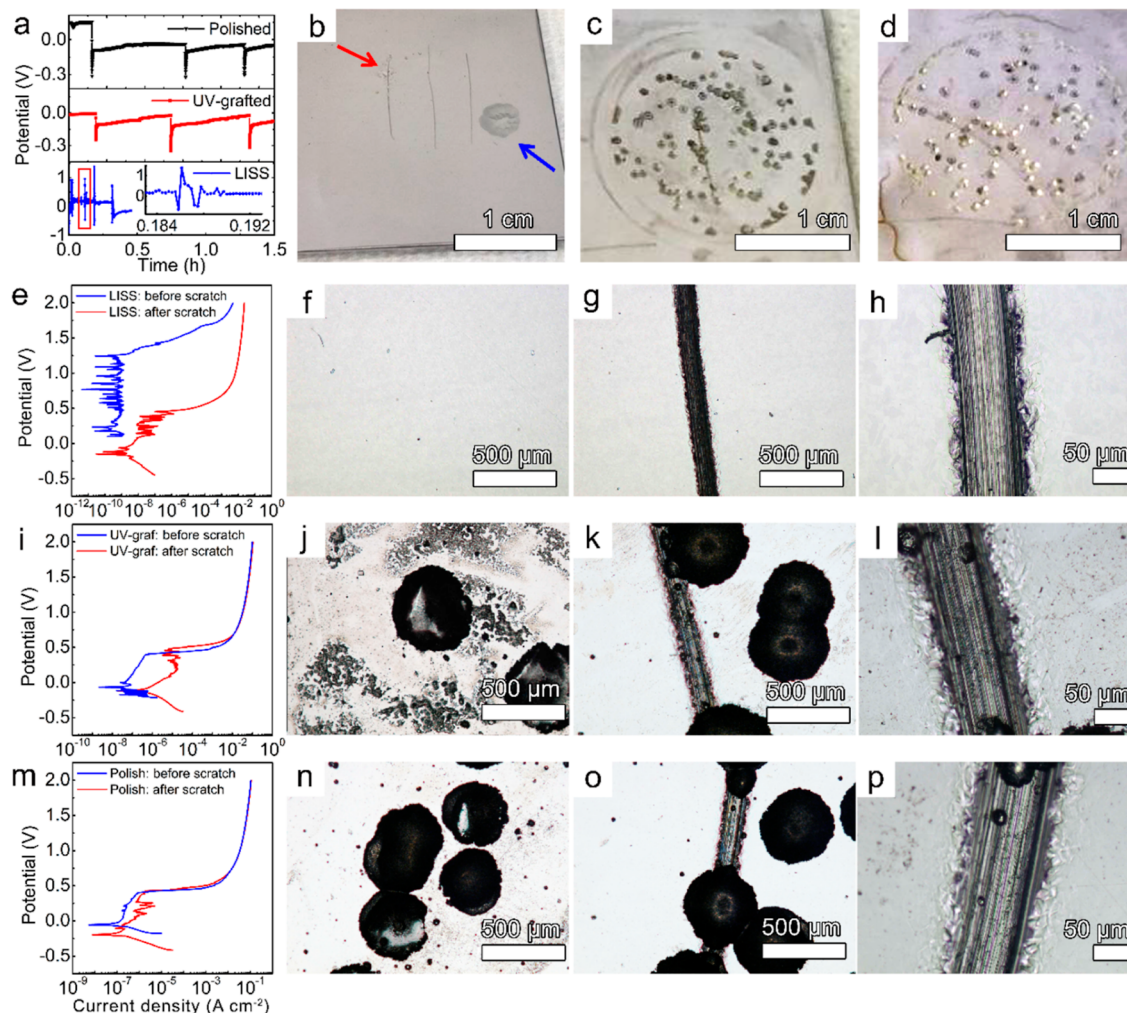 a
Potential (V)
0.0
-0.3
Polished
0.0
-0.3
UV-grafted
1
0
-1
LISS
1
0
0.184 0.192
0.0 0.5 1.0 1.5
Time (h)
b
1 cm
c
1 cm
d
1 cm
e
Potential (V)
2.0
1.5
1.0
0.5
0.0
-0.5
LISS: before scratch
LISS: after scratch
10-12 10-10 10-8 10-6 10-4 10-2 100
f
500 µm
g
500 µm
h
50 µm
i
Potential (V)
2.0
1.5
1.0
0.5
0.0
-0.5
UV-graf: before scratch
UV-graf: after scratch
10-10 10-8 10-6 10-4 10-2 100
j
500 µm
k
500 µm
l
50 µm
m
Potential (V)
2.0
1.5
1.0
0.5
0.0
-0.5
Polish: before scratch
Polish: after scratch
10-9 10-7 10-5 10-3 10-1
Current density (A cm-2)
n
500 µm
o
500 µm
p
50 µm